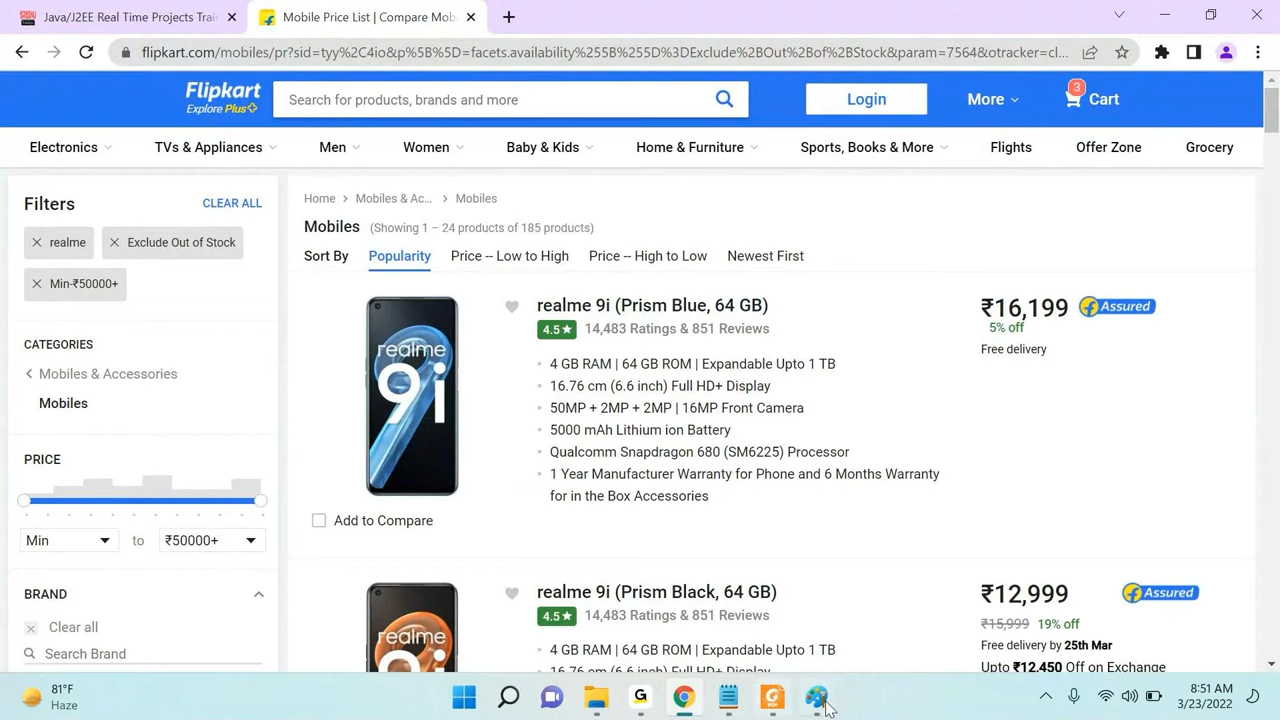 Java/J2EE Real Time Projects Trai
Mobile Price List | Compare Mob
flipkart.com/mobiles/pr?sid=tyy%2C4io&p%5B%5D=facets.availability%255B%255D%3DExclude%2BOut%2Bof%2BStock&param=7564&otracker=cl...
Flipkart
Explore Plus
Search for products, brands and more
Login
More
3
Cart
Electronics
TVs & Appliances
Men
Women
Baby & Kids
Home & Furniture
Sports, Books & More
Flights
Offer Zone
Grocery
Filters
CLEAR ALL
realme
Exclude Out of Stock
Min-₹50000+
CATEGORIES
Mobiles & Accessories
Mobiles
PRICE
Min
to
₹50000+
BRAND
Clear all
Search Brand
Home
Mobiles & Ac...
Mobiles
Mobiles (Showing 1 – 24 products of 185 products)
Sort By
Popularity
Price -- Low to High
Price -- High to Low
Newest First
realme
9i
Add to Compare
realme 9i (Prism Blue, 64 GB)
4.5 14,483 Ratings & 851 Reviews
4 GB RAM | 64 GB ROM | Expandable Upto 1 TB
16.76 cm (6.6 inch) Full HD+ Display
50MP + 2MP + 2MP | 16MP Front Camera
5000 mAh Lithium ion Battery
Qualcomm Snapdragon 680 (SM6225) Processor
1 Year Manufacturer Warranty for Phone and 6 Months Warranty
for in the Box Accessories
₹16,199
Assured
5% off
Free delivery
realme
realme 9i (Prism Black, 64 GB)
4.5 14,483 Ratings & 851 Reviews
4 GB RAM | 64 GB ROM | Expandable Upto 1 TB
16.76 cm (6.6 inch) Full HD+ Display
₹12,999
Assured
₹15,999 19% off
Free delivery by 25th Mar
Upto ₹12,450 Off on Exchange
81°F
Haze
G
8:51 AM
3/23/2022